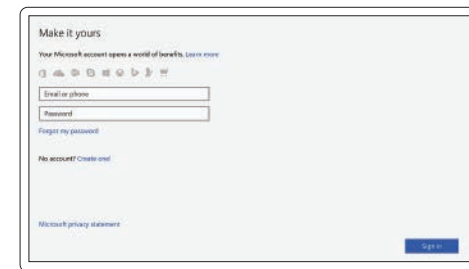 Make it yours
Your Microsoft account opens a world of benefits. Learn more
Email or phone
Password
Forgot my password
No account? Create one!
Microsoft privacy statement
Sign in